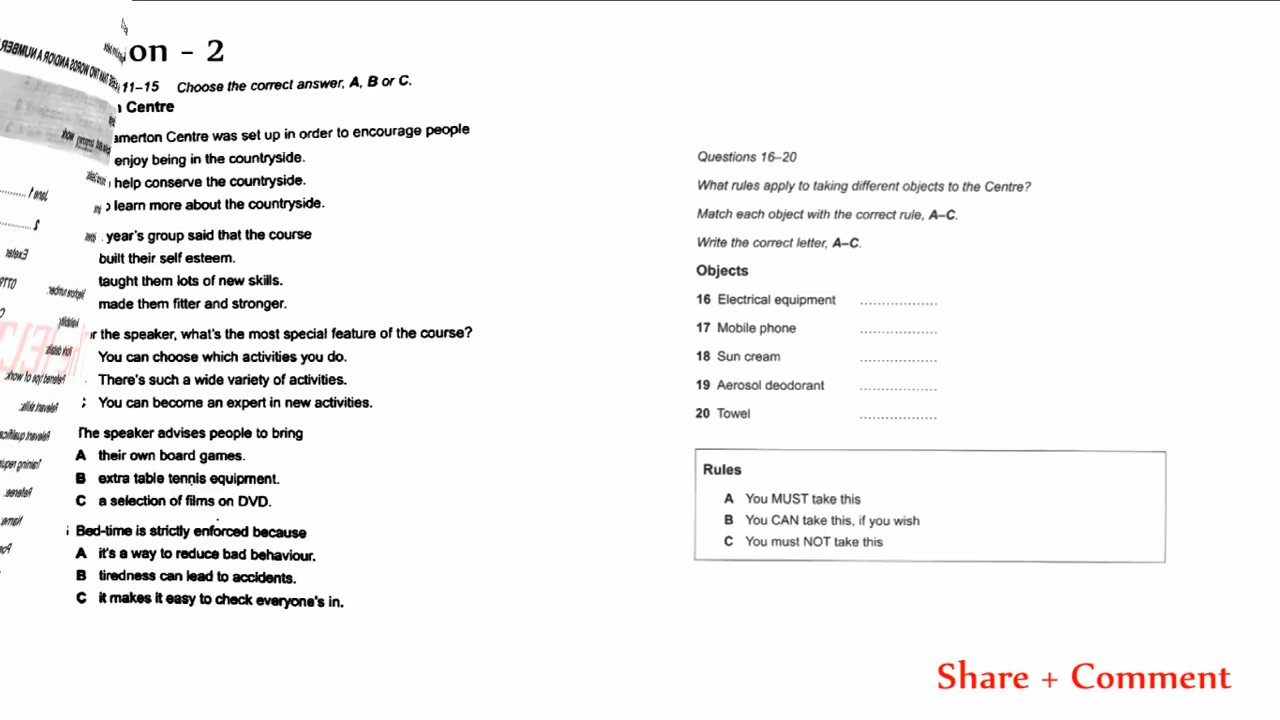 on - 2
11–15 Choose the correct answer, A, B or C.
Centre
amerton Centre was set up in order to encourage people
enjoy being in the countryside.
help conserve the countryside.
learn more about the countryside.
year's group said that the course
built their self esteem.
taught them lots of new skills.
made them fitter and stronger.
r the speaker, what's the most special feature of the course?
You can choose which activities you do.
There's such a wide variety of activities.
You can become an expert in new activities.
The speaker advises people to bring
A their own board games.
B extra table tennis equipment.
C a selection of films on DVD.
Bed-time is strictly enforced because
A it's a way to reduce bad behaviour.
B tiredness can lead to accidents.
C it makes it easy to check everyone's in.
Questions 16–20
What rules apply to taking different objects to the Centre?
Match each object with the correct rule, A–C.
Write the correct letter, A–C.
Objects
16 Electrical equipment ....................
17 Mobile phone ....................
18 Sun cream ....................
19 Aerosol deodorant ....................
20 Towel ....................
Rules
A You MUST take this
B You CAN take this, if you wish
C You must NOT take this
Share + Comment